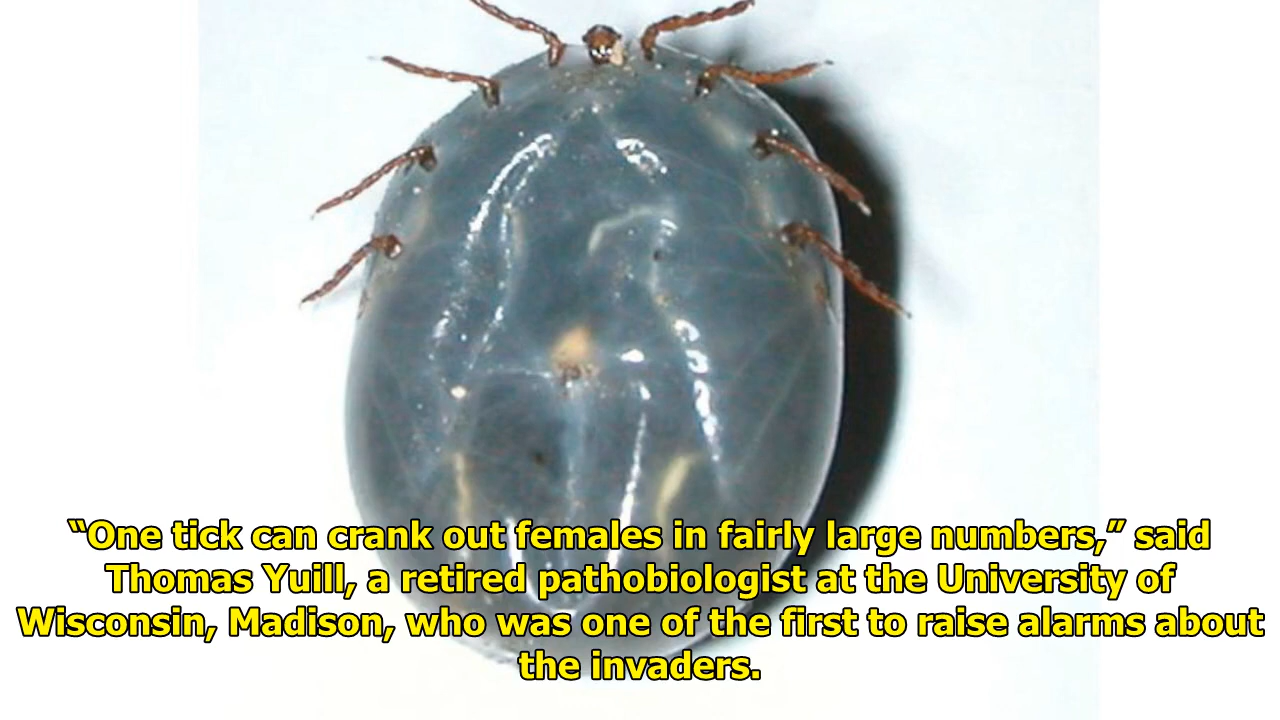 “One tick can crank out females in fairly large numbers,” said
Thomas Yuill, a retired pathobiologist at the University of
Wisconsin, Madison, who was one of the first to raise alarms about
the invaders.